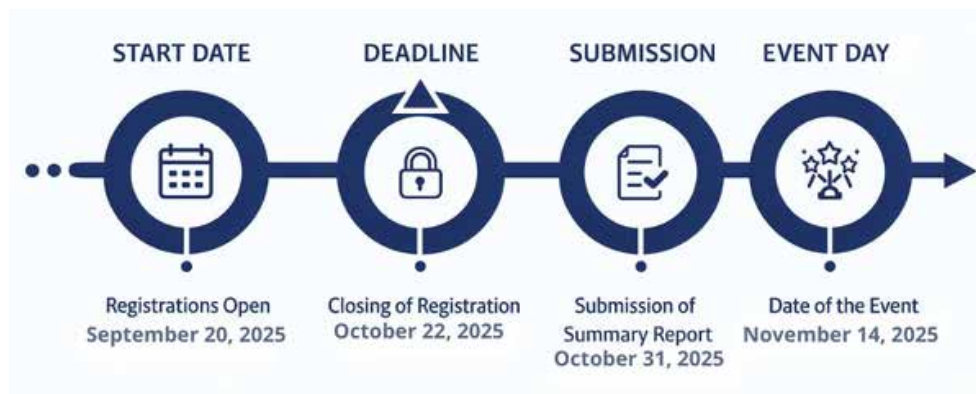 START DATE
DEADLINE
SUBMISSION
EVENT DAY
Registrations Open
September 20, 2025
Closing of Registration
October 22, 2025
Submission of
Summary Report
October 31, 2025
Date of the Event
November 14, 2025